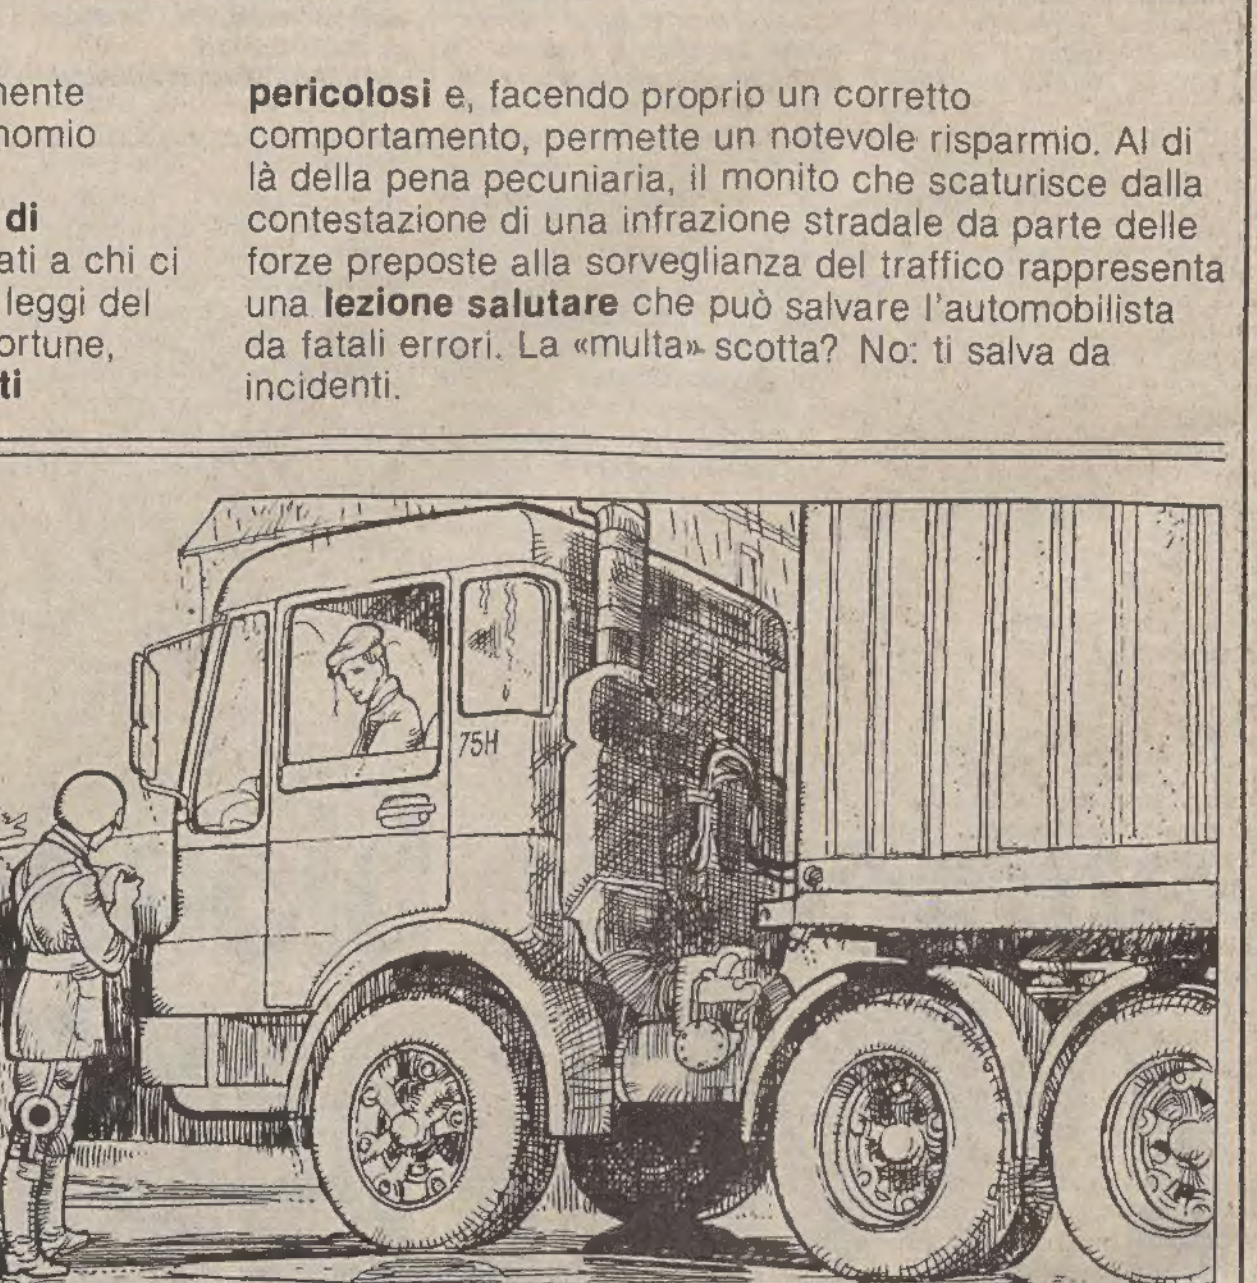 mente
nomio
di
ati a chi ci
leggi del
ortune,
ti
pericolosi e, facendo proprio un corretto
comportamento, permette un notevole risparmio. Al di
là della pena pecuniaria, il monito che scaturisce dalla
contestazione di una infrazione stradale da parte delle
forze preposte alla sorveglianza del traffico rappresenta
una lezione salutare che può salvare l'automobilista
da fatali errori. La «multa» scotta? No: ti salva da
incidenti.
75H